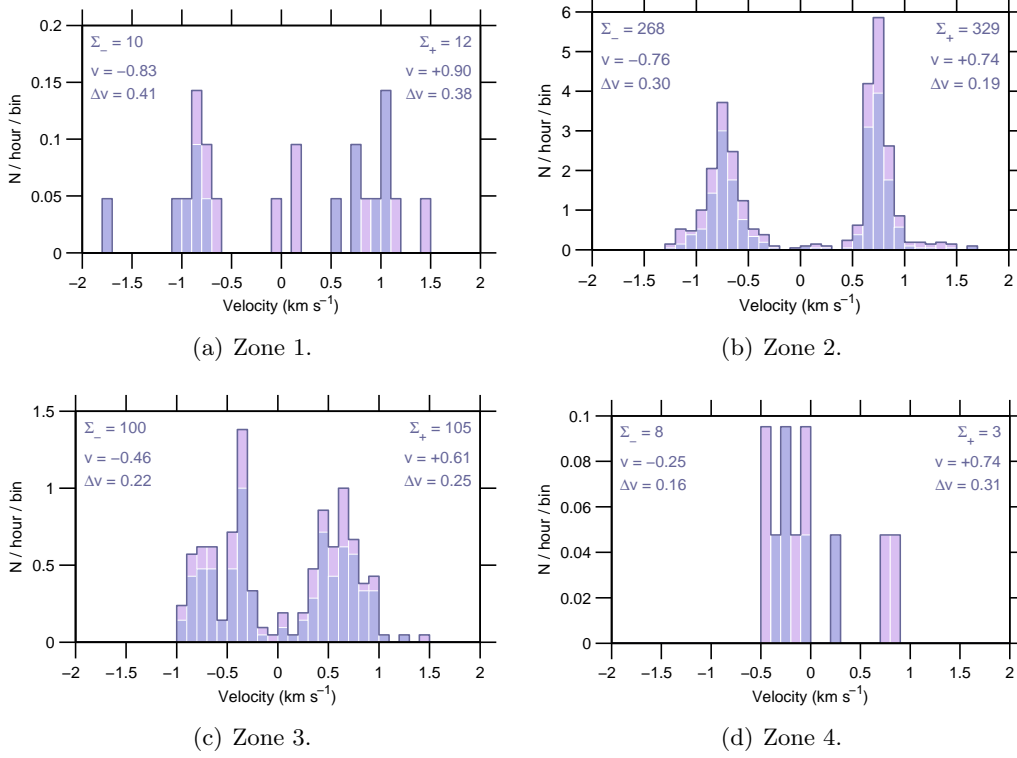 Σ− = 10
Σ+ = 12
v = −0.83
v = +0.90
Δv = 0.41
Δv = 0.38
0.2
0.15
0.1
0.05
0
N / hour / bin
−2 −1.5 −1 −0.5 0 0.5 1 1.5 2
Velocity (km s−1)
(a) Zone 1.
Σ− = 268
Σ+ = 329
v = −0.76
v = +0.74
Δv = 0.30
Δv = 0.19
6
5
4
3
2
1
0
N / hour / bin
−2 −1.5 −1 −0.5 0 0.5 1 1.5 2
Velocity (km s−1)
(b) Zone 2.
Σ− = 100
Σ+ = 105
v = −0.46
v = +0.61
Δv = 0.22
Δv = 0.25
1.5
1
0.5
0
N / hour / bin
−2 −1.5 −1 −0.5 0 0.5 1 1.5 2
Velocity (km s−1)
(c) Zone 3.
Σ− = 8
Σ+ = 3
v = −0.25
v = +0.74
Δv = 0.16
Δv = 0.31
0.1
0.08
0.06
0.04
0.02
0
N / hour / bin
−2 −1.5 −1 −0.5 0 0.5 1 1.5 2
Velocity (km s−1)
(d) Zone 4.